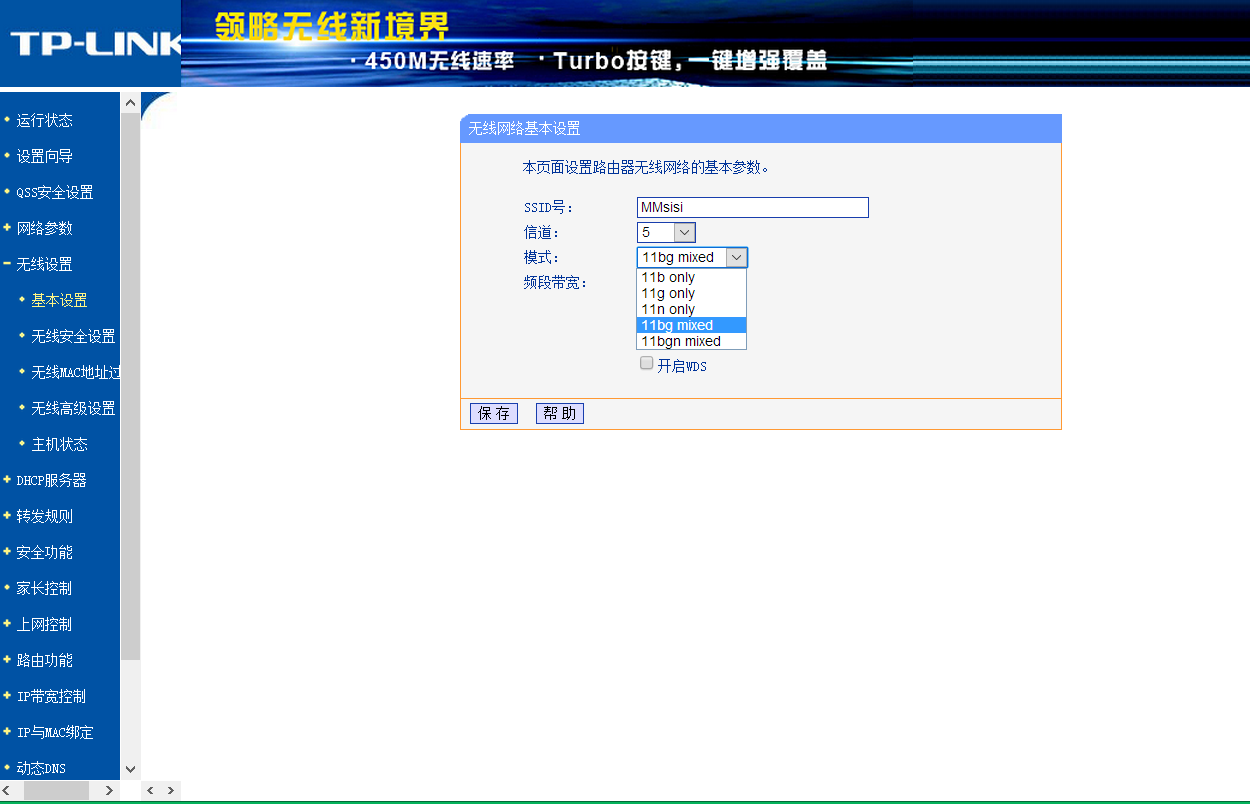 TP-LINK
领略无线新境界
·450M无线速率 ·Turbo按键,一键增强覆盖
运行状态
设置向导
QSS安全设置
网络参数
无线设置
基本设置
无线安全设置
无线MAC地址过
无线高级设置
主机状态
DHCP服务器
转发规则
安全功能
家长控制
上网控制
路由功能
IP带宽控制
IP与MAC绑定
动态DNS
无线网络基本设置
本页面设置路由器无线网络的基本参数。
SSID号: MMsisi
信道: 5
模式: 11bg mixed
频段带宽:
11b only
11g only
11n only
11bg mixed
11bgn mixed
开启WDS
保 存 帮 助